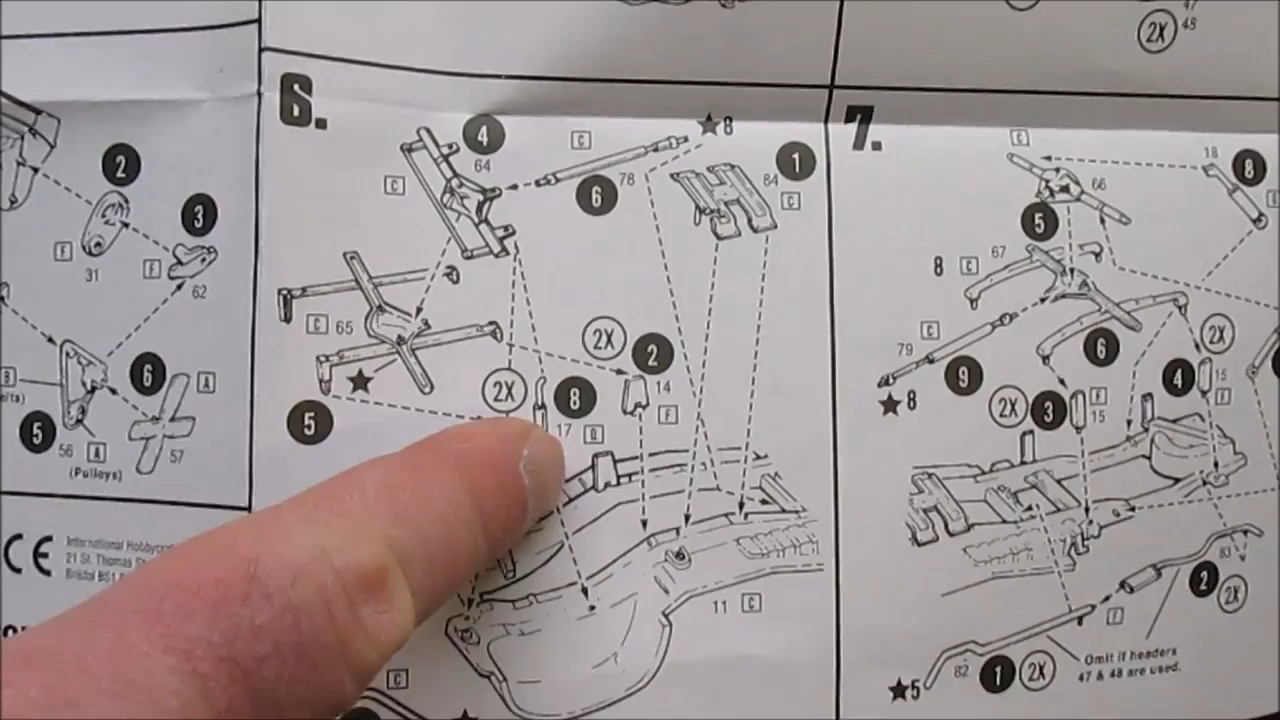 47
2X 48
6.
4
64
C
C
6
78
★8
1
84
C
C 65
★
5
2X
2
14
F
2X
8
17
Q
11 C
C
★
2
3
F
31
E
62
B
6
A
5
56 A
(Pulleys)
57
CE
International Hobbycra
21 St. Thomas St
Bristol BS1
7.
C
18
8
66
5
8 C 67
79
C
9
★8
6
2X
4
15
F
2X
3
F
15
83
2
2X
F
Omit if headers
47 & 48 are used.
82
1
2X
★5